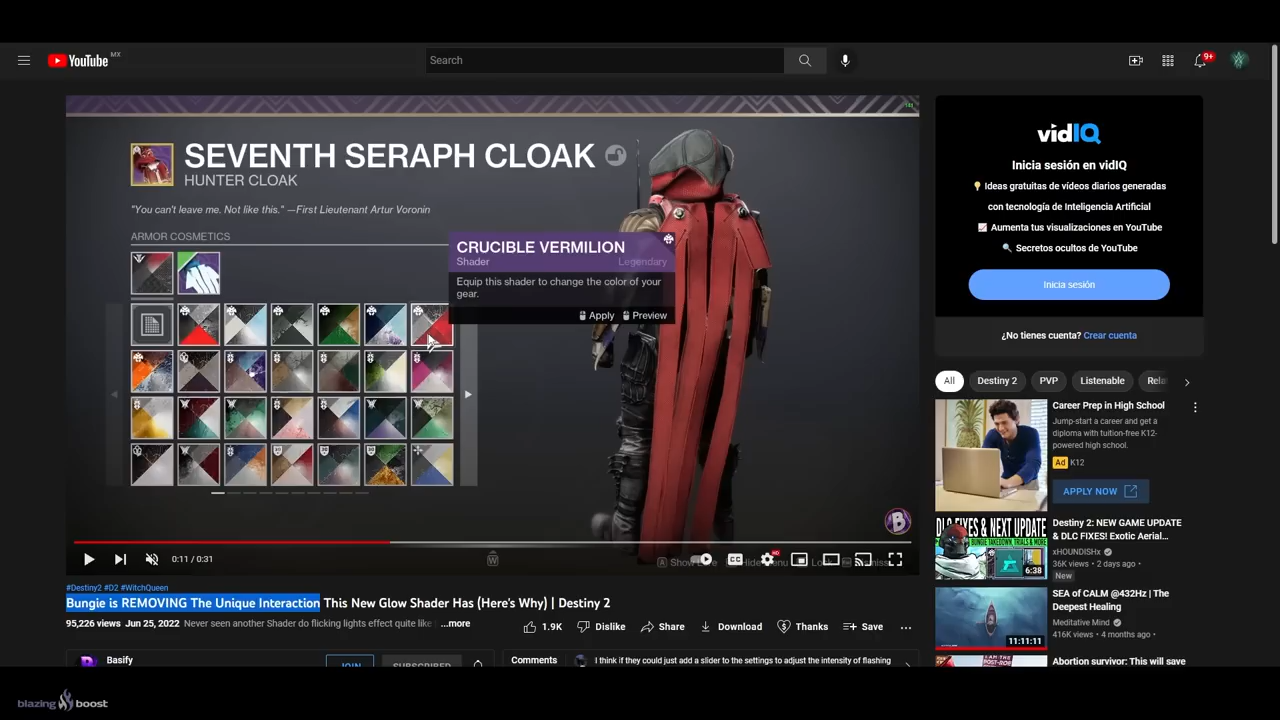 YouTube MX
Search
9+
SEVENTH SERAPH CLOAK
HUNTER CLOAK
"You can't leave me. Not like this." —First Lieutenant Artur Voronin
ARMOR COSMETICS
CRUCIBLE VERMILION
Shader Legendary
Equip this shader to change the color of your
gear.
Apply Preview
0:11 / 0:31
HD
#Destiny2 #D2 #WitchQueen
Bungie is REMOVING The Unique Interaction This New Glow Shader Has (Here's Why) | Destiny 2
95,226 views Jun 25, 2022 Never seen another Shader do flicking lights effect quite like ...more
1.9K Dislike Share Download Thanks Save
Basify
JOIN
SUBSCRIBED
Comments
I think if they could just add a slider to the settings to adjust the intensity of flashing
vidIQ
Inicia sesión en vidIQ
Ideas gratuitas de vídeos diarios generadas
con tecnología de Inteligencia Artificial
Aumenta tus visualizaciones en YouTube
Secretos ocultos de YouTube
Inicia sesión
¿No tienes cuenta? Crear cuenta
All Destiny 2 PVP Listenable Rela
Career Prep in High School
Jump-start a career and get a
diploma with tuition-free K12-
powered high school.
Ad K12
APPLY NOW
6:38
Destiny 2: NEW GAME UPDATE
& DLC FIXES! Exotic Aerial...
xHOUNDISHx
36K views • 2 days ago •
New
11:11:11
SEA of CALM @432Hz | The
Deepest Healing
Meditative Mind
416K views • 4 months ago •
Abortion survivor: This will save
blazing boost